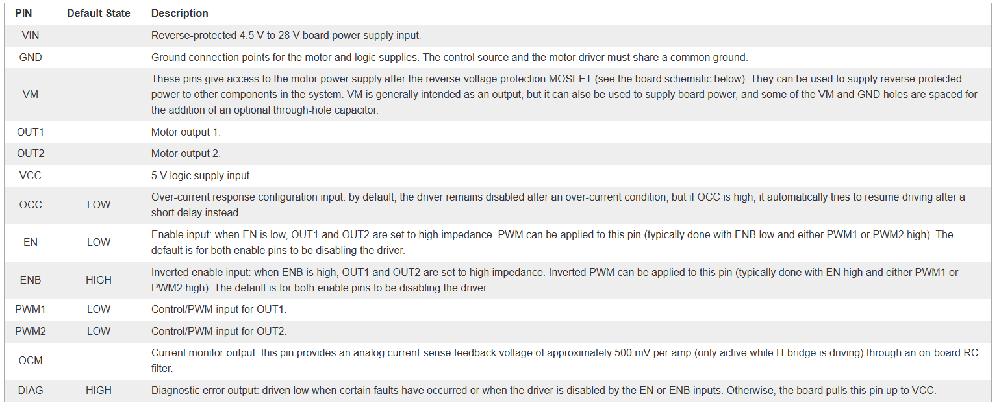 PIN Default State Description
VIN Reverse-protected 4.5 V to 28 V board power supply input.
GND Ground connection points for the motor and logic supplies. The control source and the motor driver must share a common ground.
These pins give access to the motor power supply after the reverse-voltage protection MOSFET (see the board schematic below). They can be used to supply reverse-protected
VM power to other components in the system. VM is generally intended as an output, but it can also be used to supply board power, and some of the VM and GND holes are spaced for
the addition of an optional through-hole capacitor.
OUT1 Motor output 1.
OUT2 Motor output 2.
VCC 5 V logic supply input.
OCC LOW Over-current response configuration input: by default, the driver remains disabled after an over-current condition, but if OCC is high, it automatically tries to resume driving after a
short delay instead.
EN LOW Enable input: when EN is low, OUT1 and OUT2 are set to high impedance. PWM can be applied to this pin (typically done with ENB low and either PWM1 or PWM2 high). The
default is for both enable pins to be disabling the driver.
ENB HIGH Inverted enable input: when ENB is high, OUT1 and OUT2 are set to high impedance. Inverted PWM can be applied to this pin (typically done with EN high and either PWM1 or
PWM2 high). The default is for both enable pins to be disabling the driver.
PWM1 LOW Control/PWM input for OUT1.
PWM2 LOW Control/PWM input for OUT2.
OCM Current monitor output: this pin provides an analog current-sense feedback voltage of approximately 500 mV per amp (only active while H-bridge is driving) through an on-board RC
filter.
DIAG HIGH Diagnostic error output: driven low when certain faults have occurred or when the driver is disabled by the EN or ENB inputs. Otherwise, the board pulls this pin up to VCC.